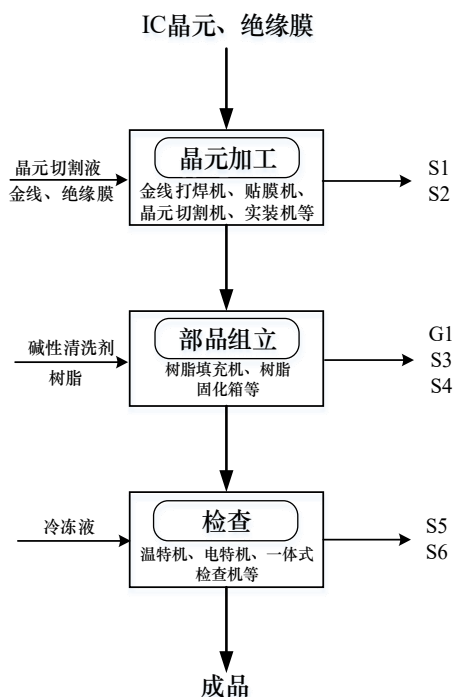 IC晶元、绝缘膜
晶元切割液
金线、绝缘膜
晶元加工
金线打焊机、贴膜机、
晶元切割机、实装机等
S1
S2
碱性清洗剂
树脂
部品组立
树脂填充机、树脂
固化箱等
G1
S3
S4
冷冻液
检查
温特机、电特机、一体式
检查机等
S5
S6
成品